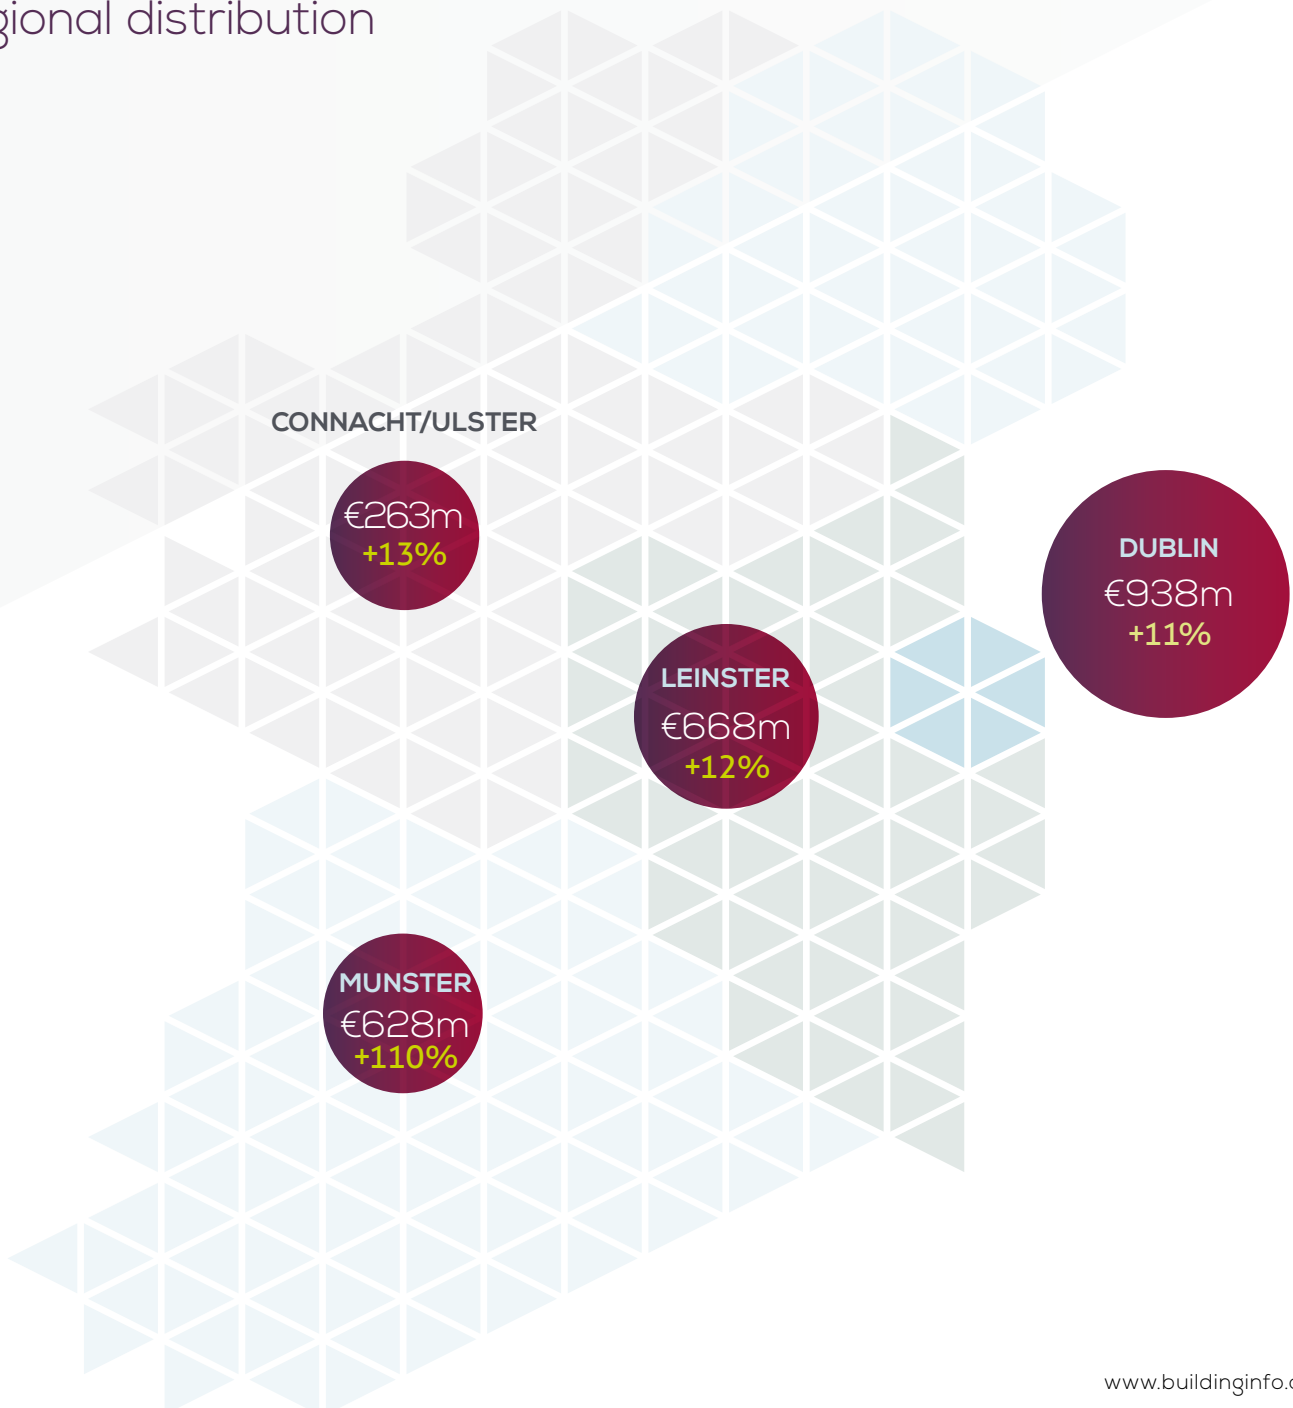 gional distribution
CONNACHT/ULSTER
€263m
+13%
DUBLIN
€938m
+11%
LEINSTER
€668m
+12%
MUNSTER
€628m
+110%
www.buildinginfo.c